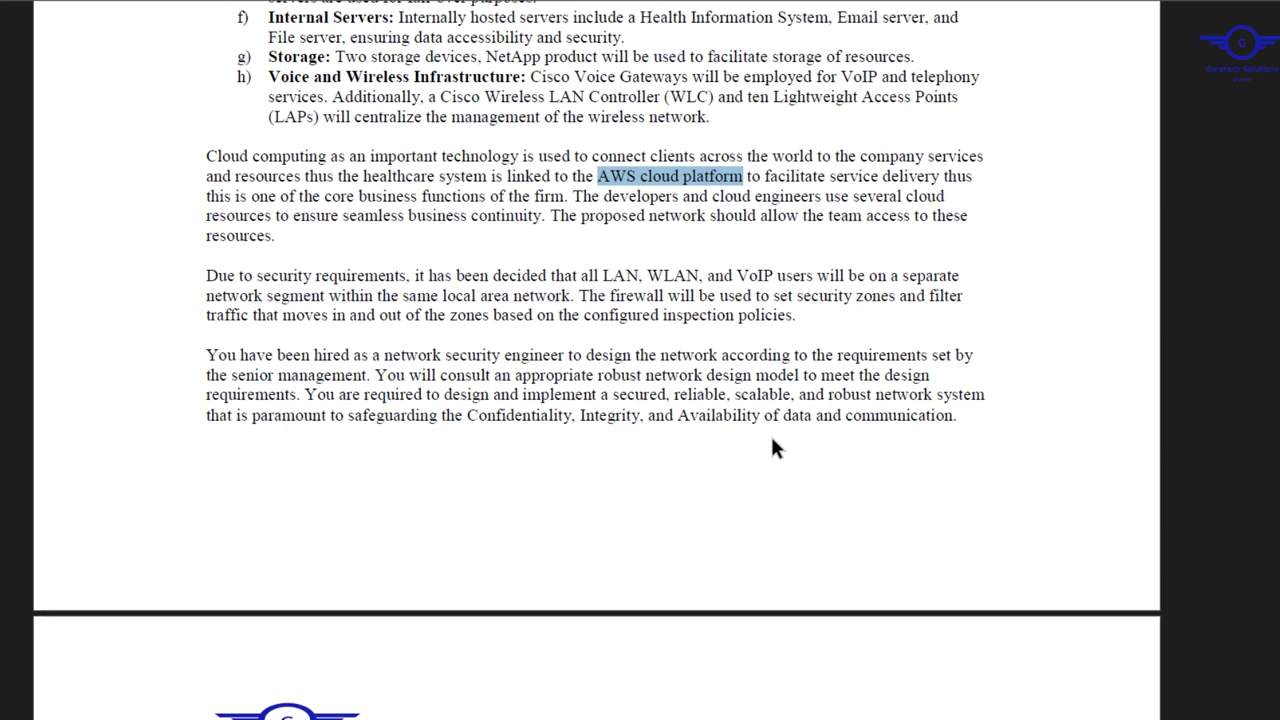 f) Internal Servers: Internally hosted servers include a Health Information System, Email server, and
File server, ensuring data accessibility and security.
g) Storage: Two storage devices, NetApp product will be used to facilitate storage of resources.
h) Voice and Wireless Infrastructure: Cisco Voice Gateways will be employed for VoIP and telephony
services. Additionally, a Cisco Wireless LAN Controller (WLC) and ten Lightweight Access Points
(LAPs) will centralize the management of the wireless network.
Cloud computing as an important technology is used to connect clients across the world to the company services
and resources thus the healthcare system is linked to the AWS cloud platform to facilitate service delivery thus
this is one of the core business functions of the firm. The developers and cloud engineers use several cloud
resources to ensure seamless business continuity. The proposed network should allow the team access to these
resources.
Due to security requirements, it has been decided that all LAN, WLAN, and VoIP users will be on a separate
network segment within the same local area network. The firewall will be used to set security zones and filter
traffic that moves in and out of the zones based on the configured inspection policies.
You have been hired as a network security engineer to design the network according to the requirements set by
the senior management. You will consult an appropriate robust network design model to meet the design
requirements. You are required to design and implement a secured, reliable, scalable, and robust network system
that is paramount to safeguarding the Confidentiality, Integrity, and Availability of data and communication.
G